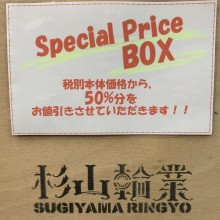 Special Price
BOX
税別本体価格から、
50%分を
お値引きさせていただきます！！
杉山輪業
SUGIYAMA RINGYO